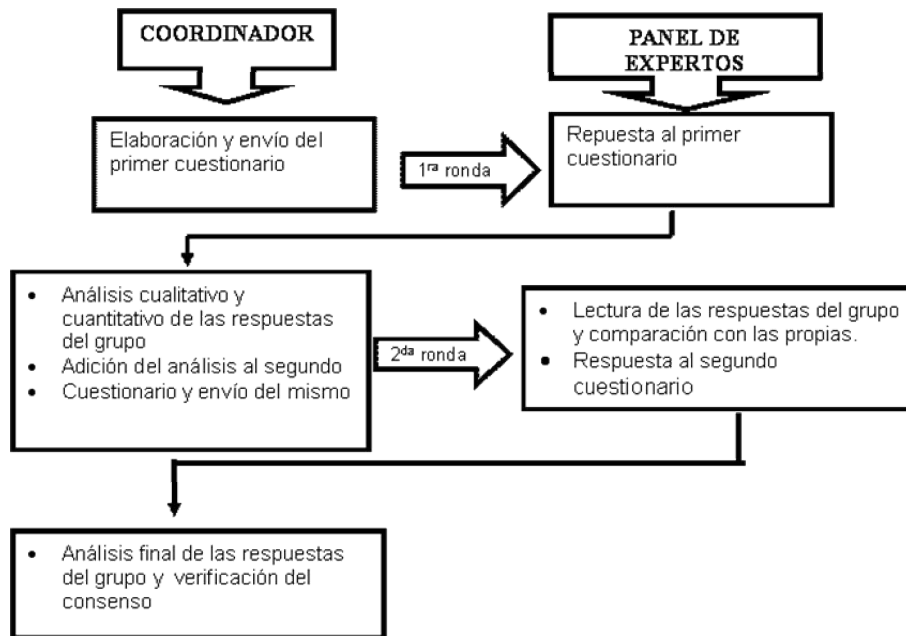 COORDINADOR
PANEL DE
EXPERTOS
Elaboración y envío del
primer cuestionario
1ra ronda
Repuesta al primer
cuestionario
• Análisis cualitativo y
cuantitativo de las respuestas
del grupo
• Adición del análisis al segundo
• Cuestionario y envío del mismo
2da ronda
• Lectura de las respuestas del grupo
y comparación con las propias.
• Respuesta al segundo
cuestionario
• Análisis final de las respuestas
del grupo y verificación del
consenso